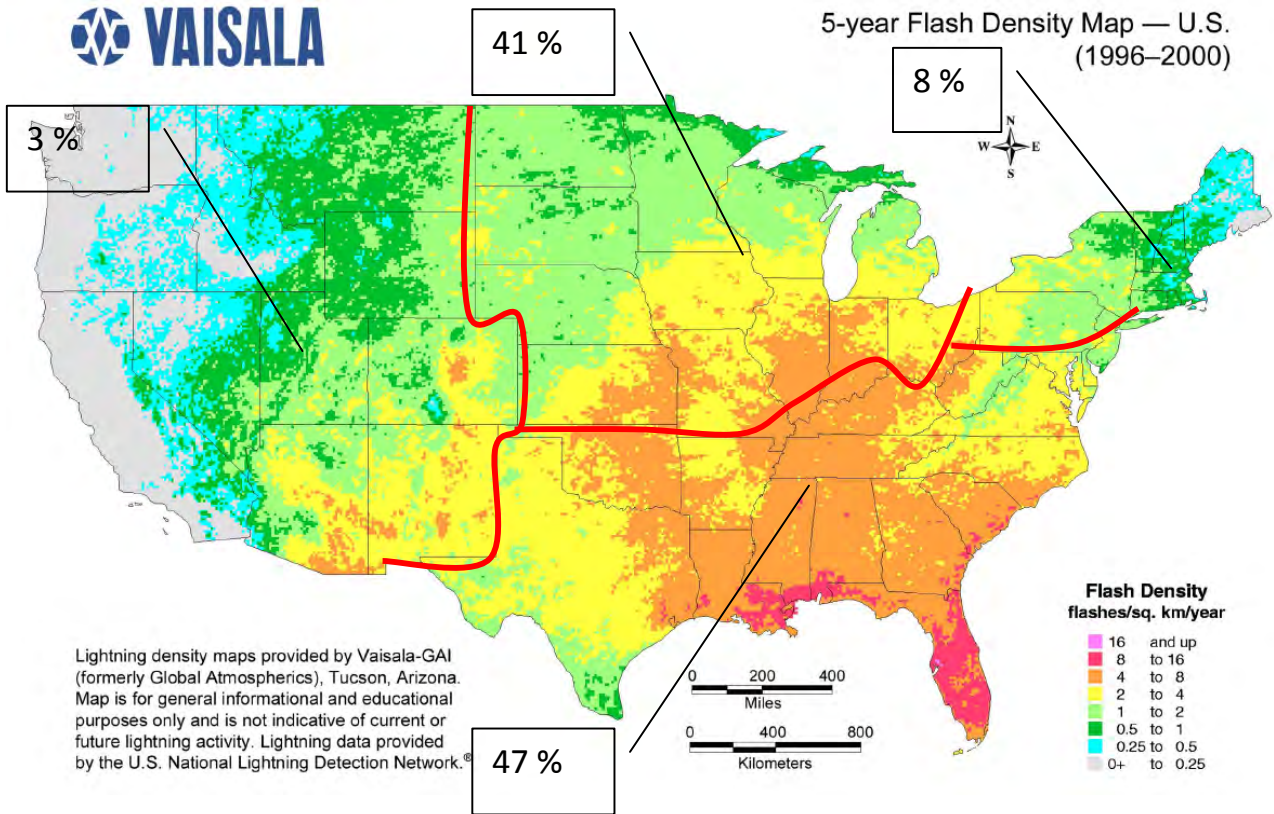 VAISALA
5-year Flash Density Map — U.S.
(1996–2000)
41 %
8 %
3 %
N
W E
S
Flash Density
flashes/sq. km/year
16 and up
8 to 16
4 to 8
2 to 4
1 to 2
0.5 to 1
0.25 to 0.5
0+ to 0.25
Lightning density maps provided by Vaisala-GAI
(formerly Global Atmospherics), Tucson, Arizona.
Map is for general informational and educational
purposes only and is not indicative of current or
future lightning activity. Lightning data provided
by the U.S. National Lightning Detection Network.®
0 200 400
Miles
0 400 800
Kilometers
47 %